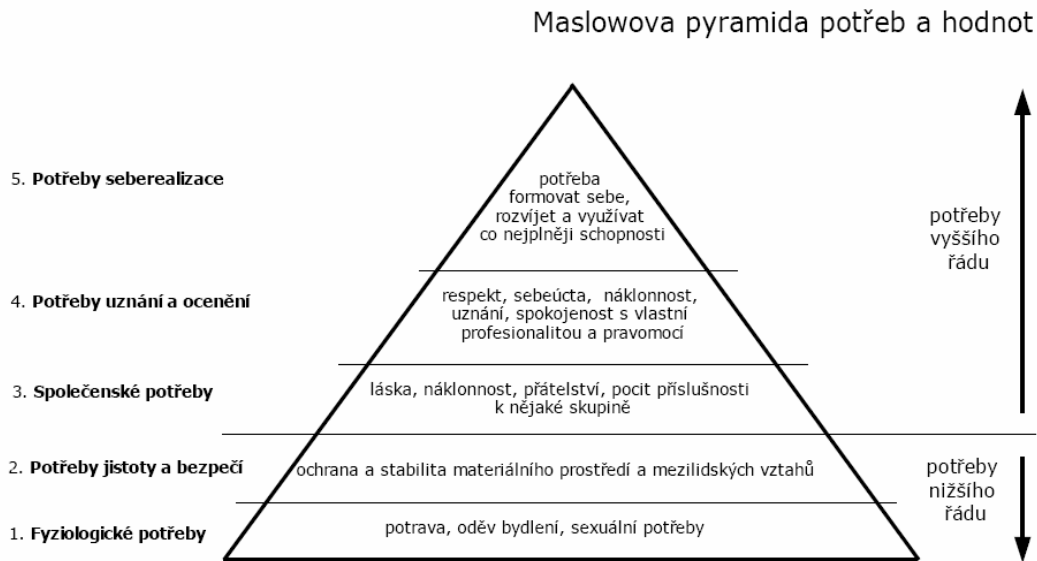 Maslowova pyramida potřeb a hodnot
5. Potřeby seberealizace
potřeba
formovat sebe,
rozvíjet a využívat
co nejplněji schopnosti
potřeby
vyššího
řádu
4. Potřeby uznání a ocenění
respekt, sebeúcta, náklonnost,
uznání, spokojenost s vlastní
profesionalitou a pravomocí
3. Společenské potřeby
láska, náklonnost, přátelství, pocit příslušnosti
k nějaké skupině
2. Potřeby jistoty a bezpečí
ochrana a stabilita materiálního prostředí a mezilidských vztahů
potřeby
nižšího
řádu
1. Fyziologické potřeby
potrava, oděv bydlení, sexuální potřeby